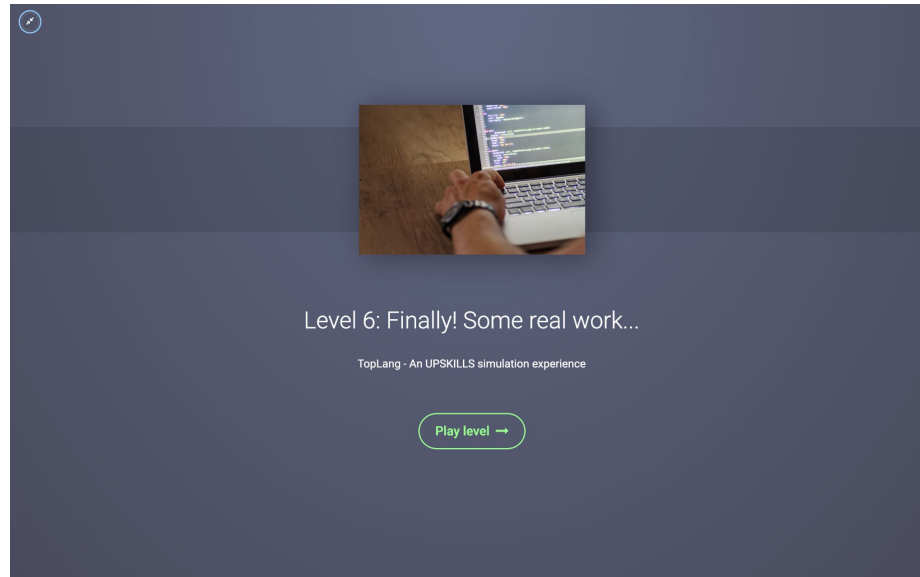 Level 6: Finally! Some real work...
TopLang - An UPSKILLS simulation experience
Play level →